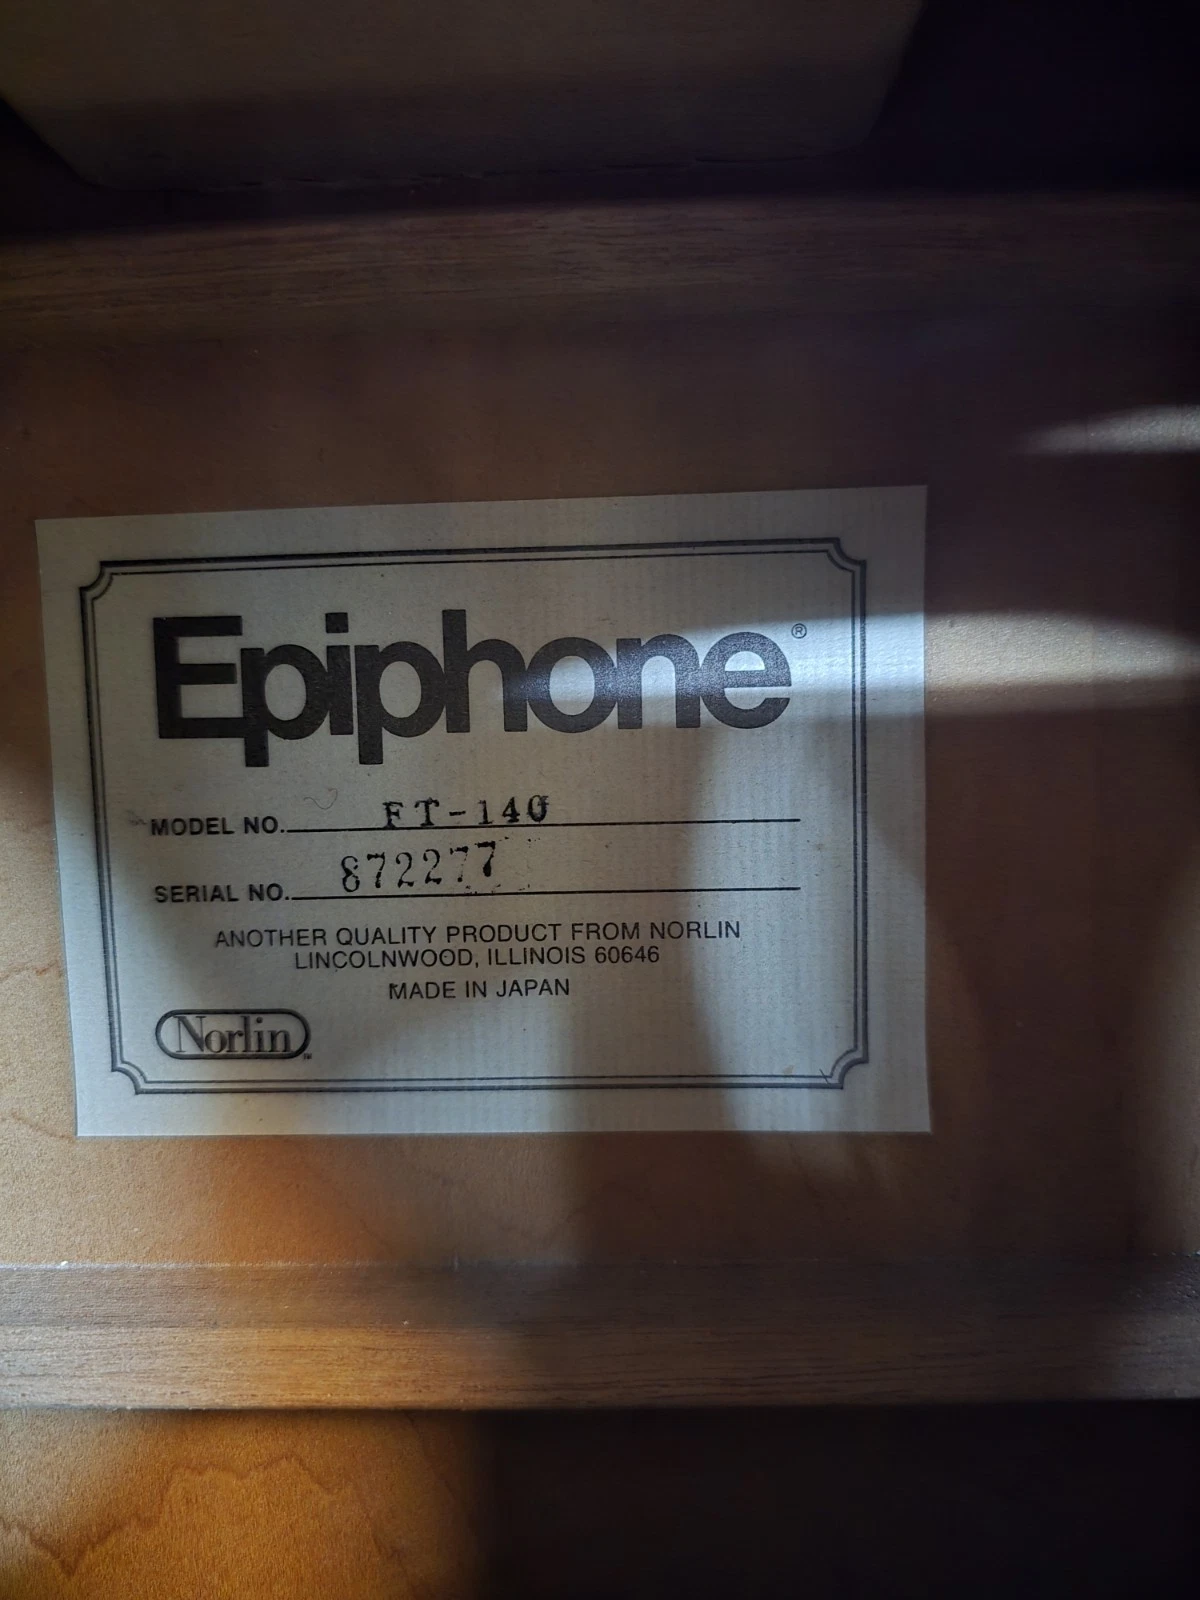 Epiphone®
MODEL NO. FT-140
SERIAL NO. 872277
ANOTHER QUALITY PRODUCT FROM NORLIN
LINCOLNWOOD, ILLINOIS 60646
MADE IN JAPAN
Norlin™